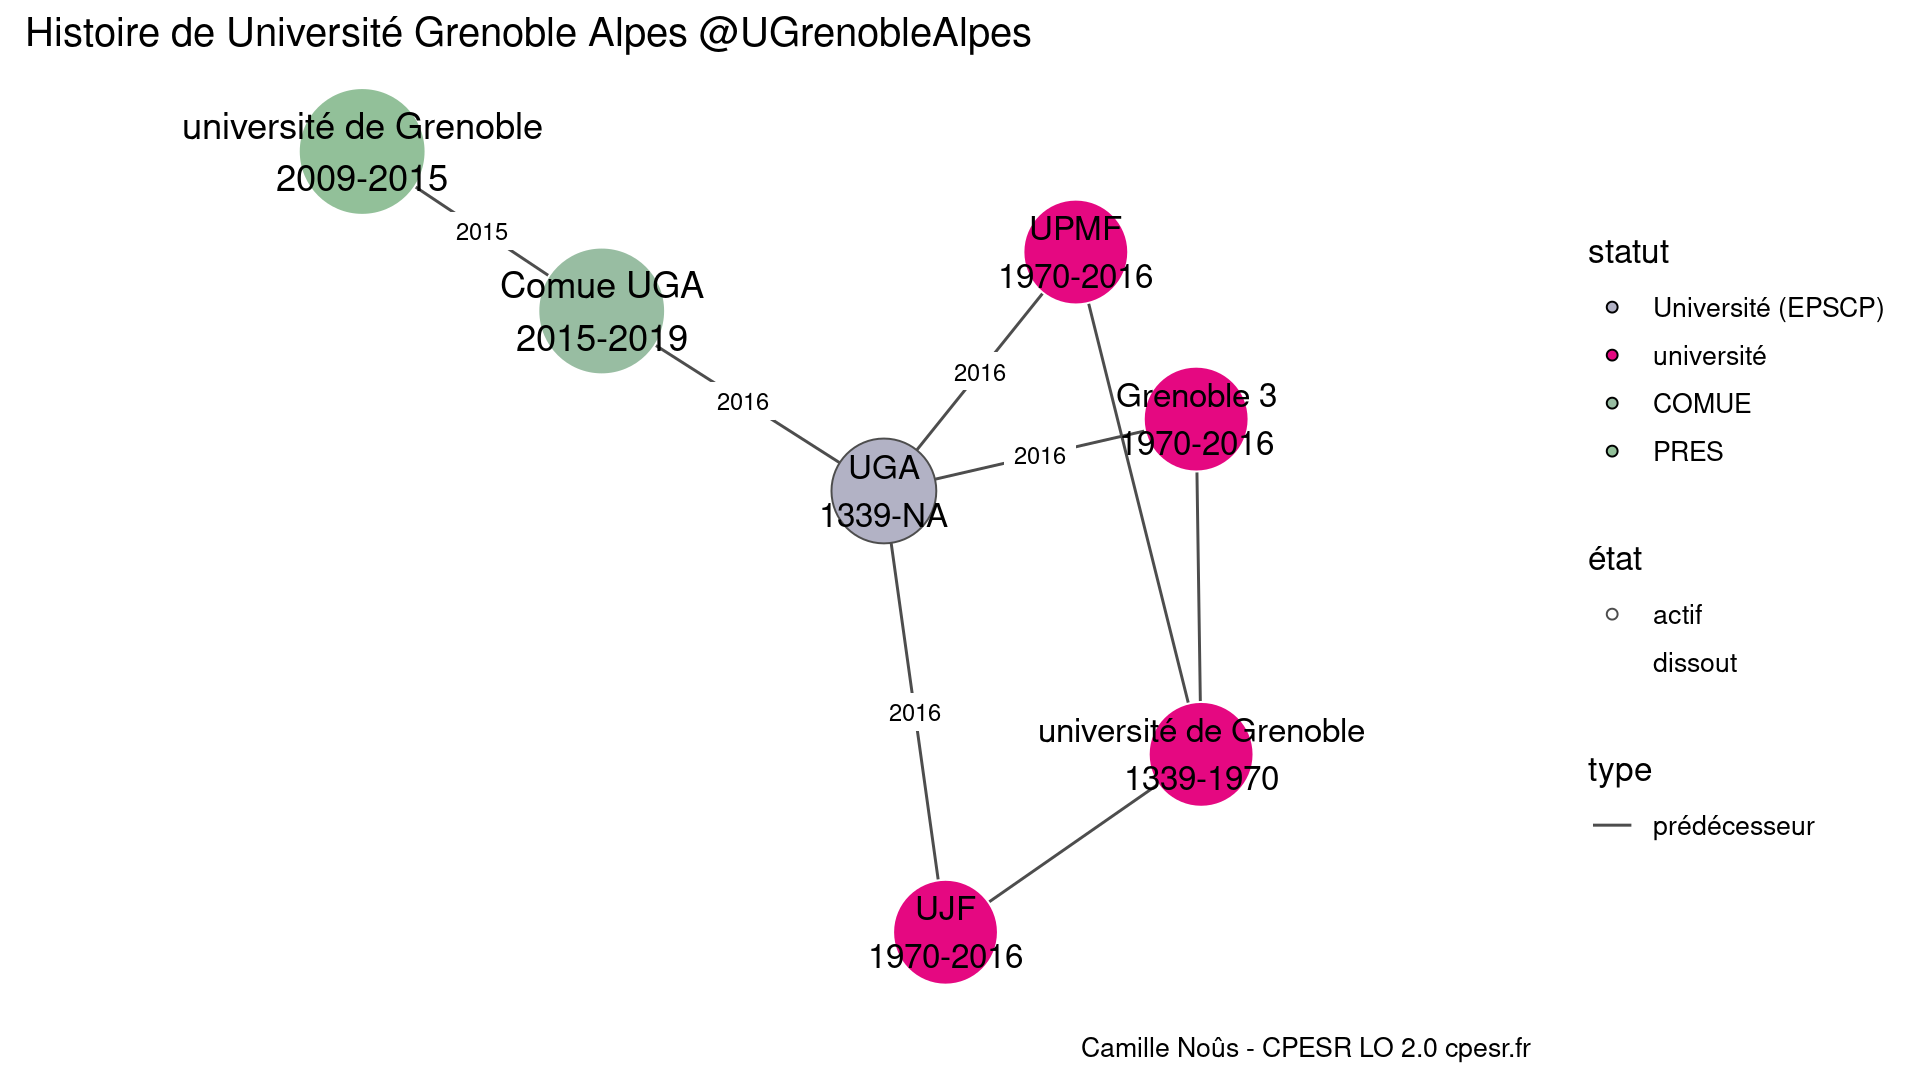 Histoire de Université Grenoble Alpes @UGrenobleAlpes
université de Grenoble
2009-2015
2015
Comue UGA
2015-2019
2016
UPMF
1970-2016
2016
Grenoble 3
1970-2016
2016
UGA
1339-NA
2016
université de Grenoble
1339-1970
UJF
1970-2016
statut
Université (EPSCP)
université
COMUE
PRES
état
actif
dissout
type
prédécesseur
Camille Noûs - CPESR LO 2.0 cpesr.fr